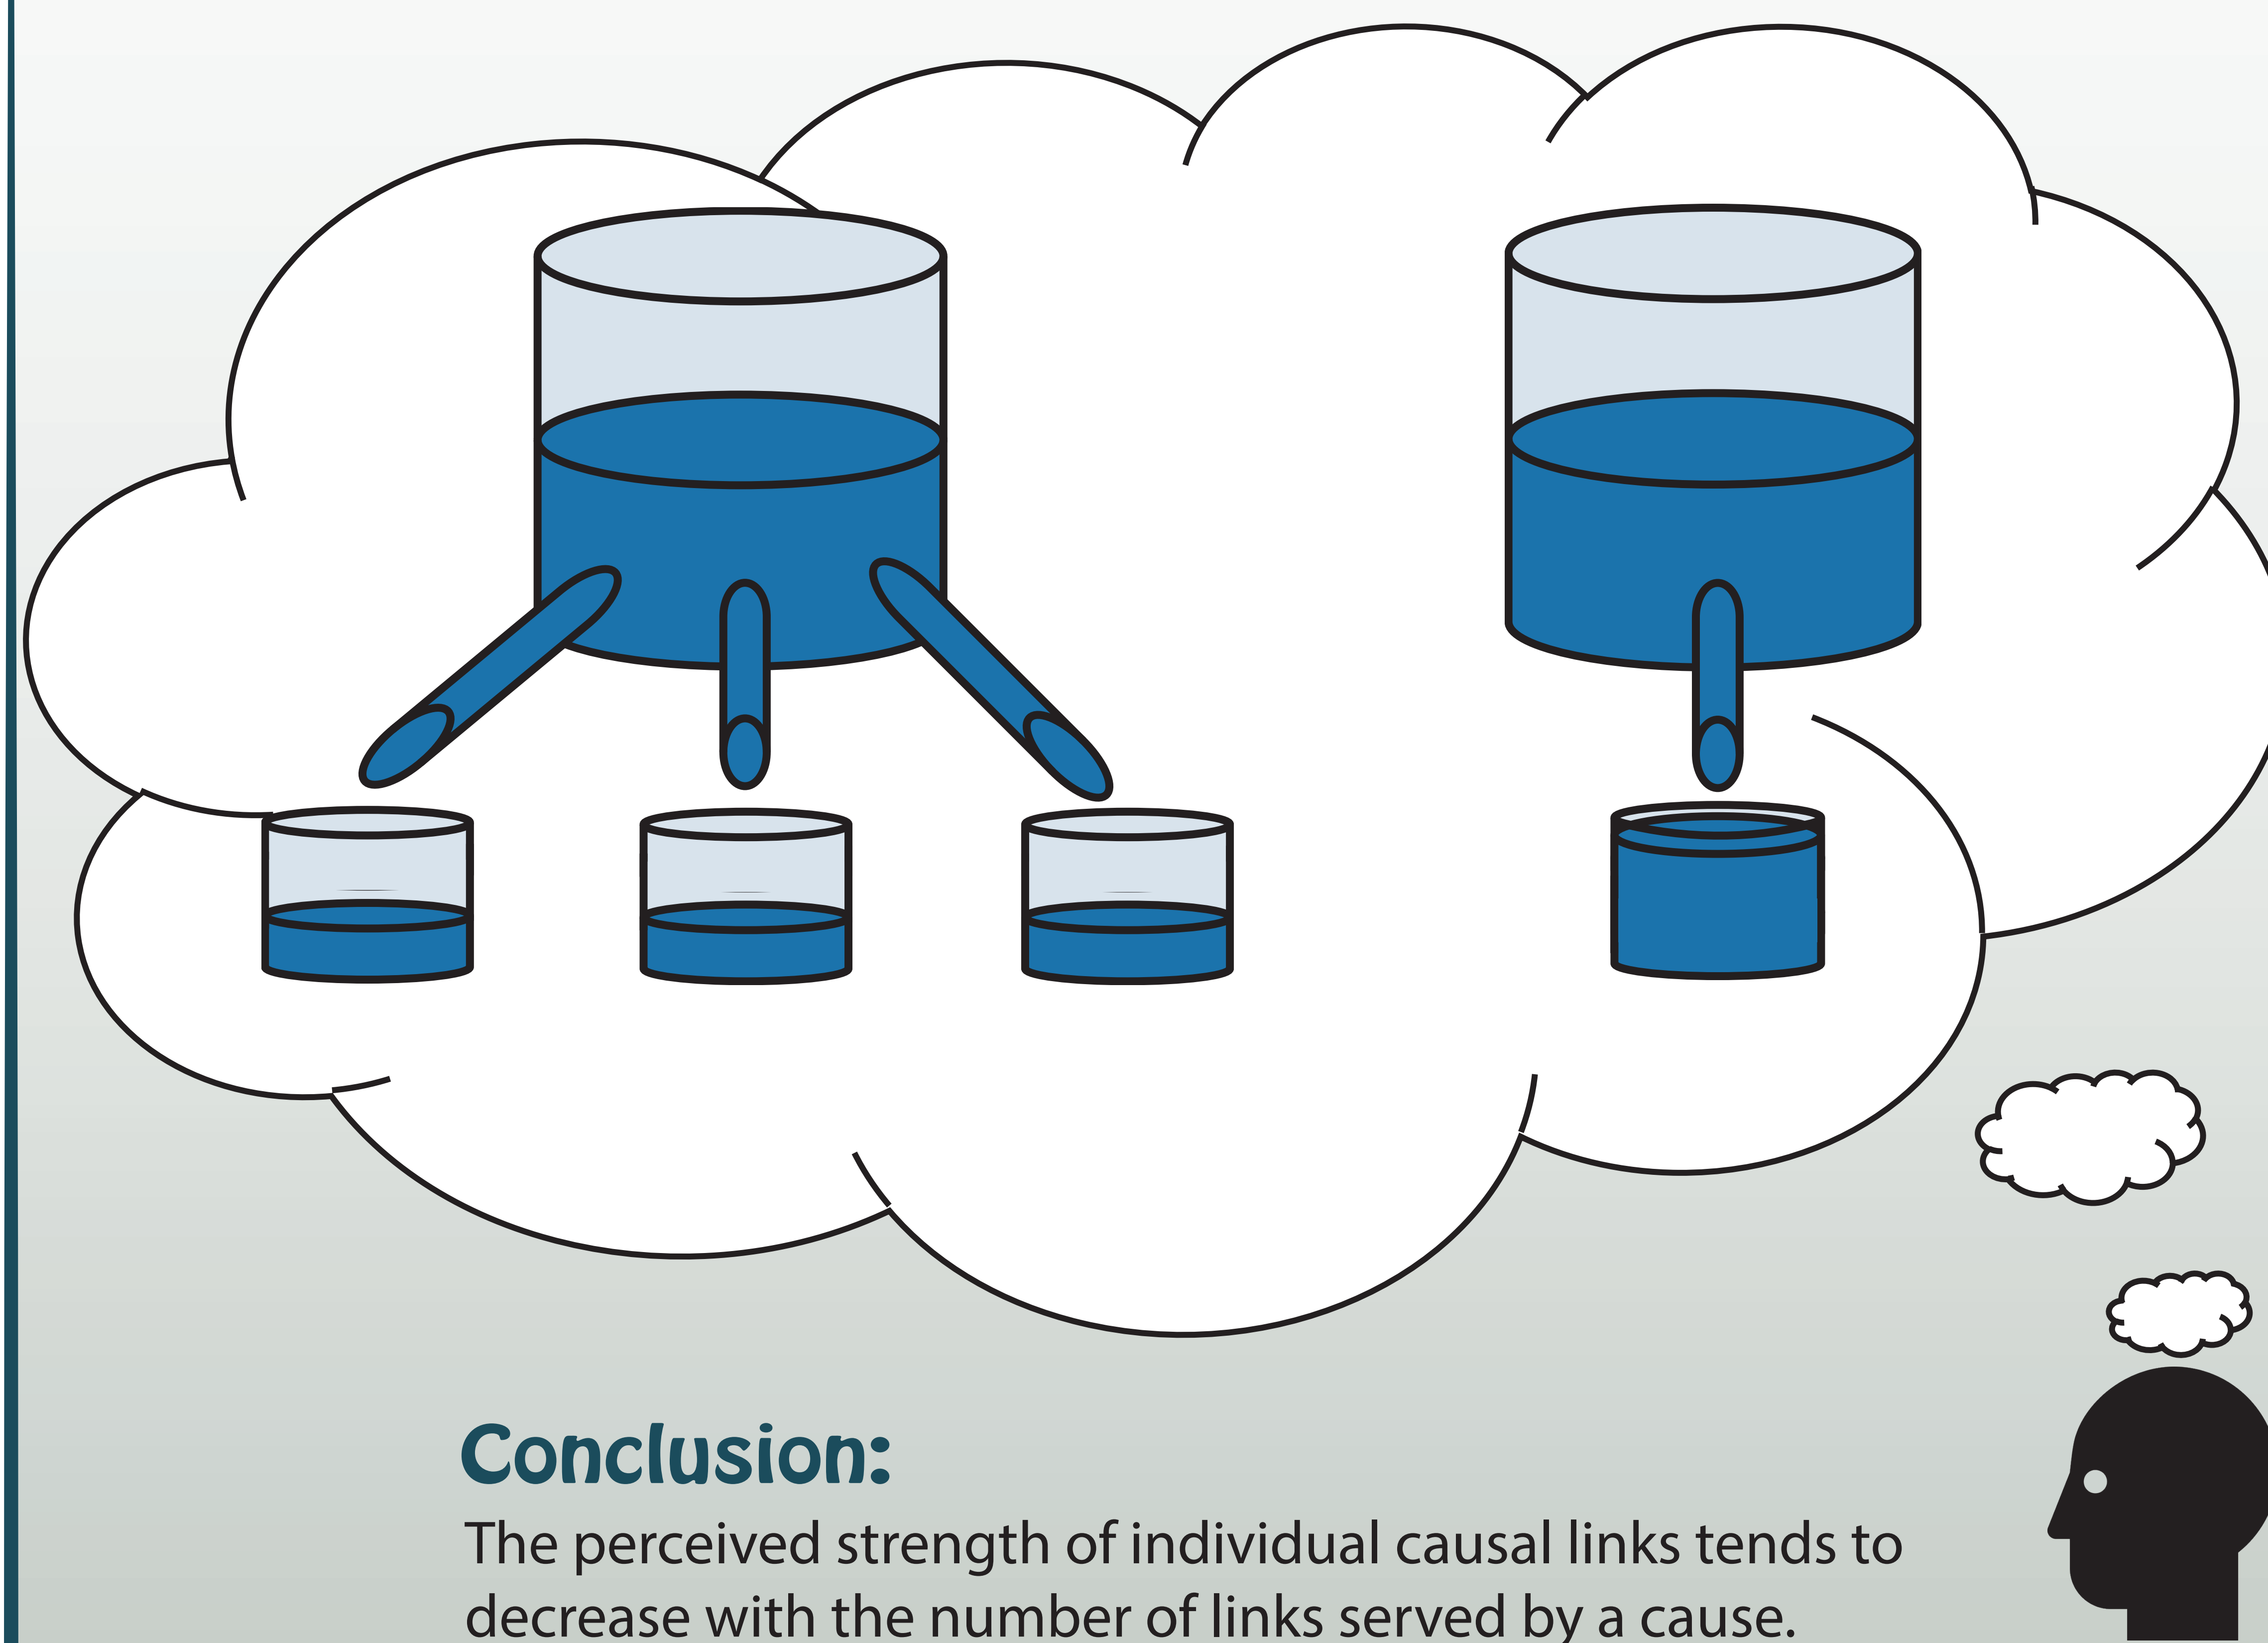 Conclusion:
The perceived strength of individual causal links tends to
decrease with the number of links served by a cause.